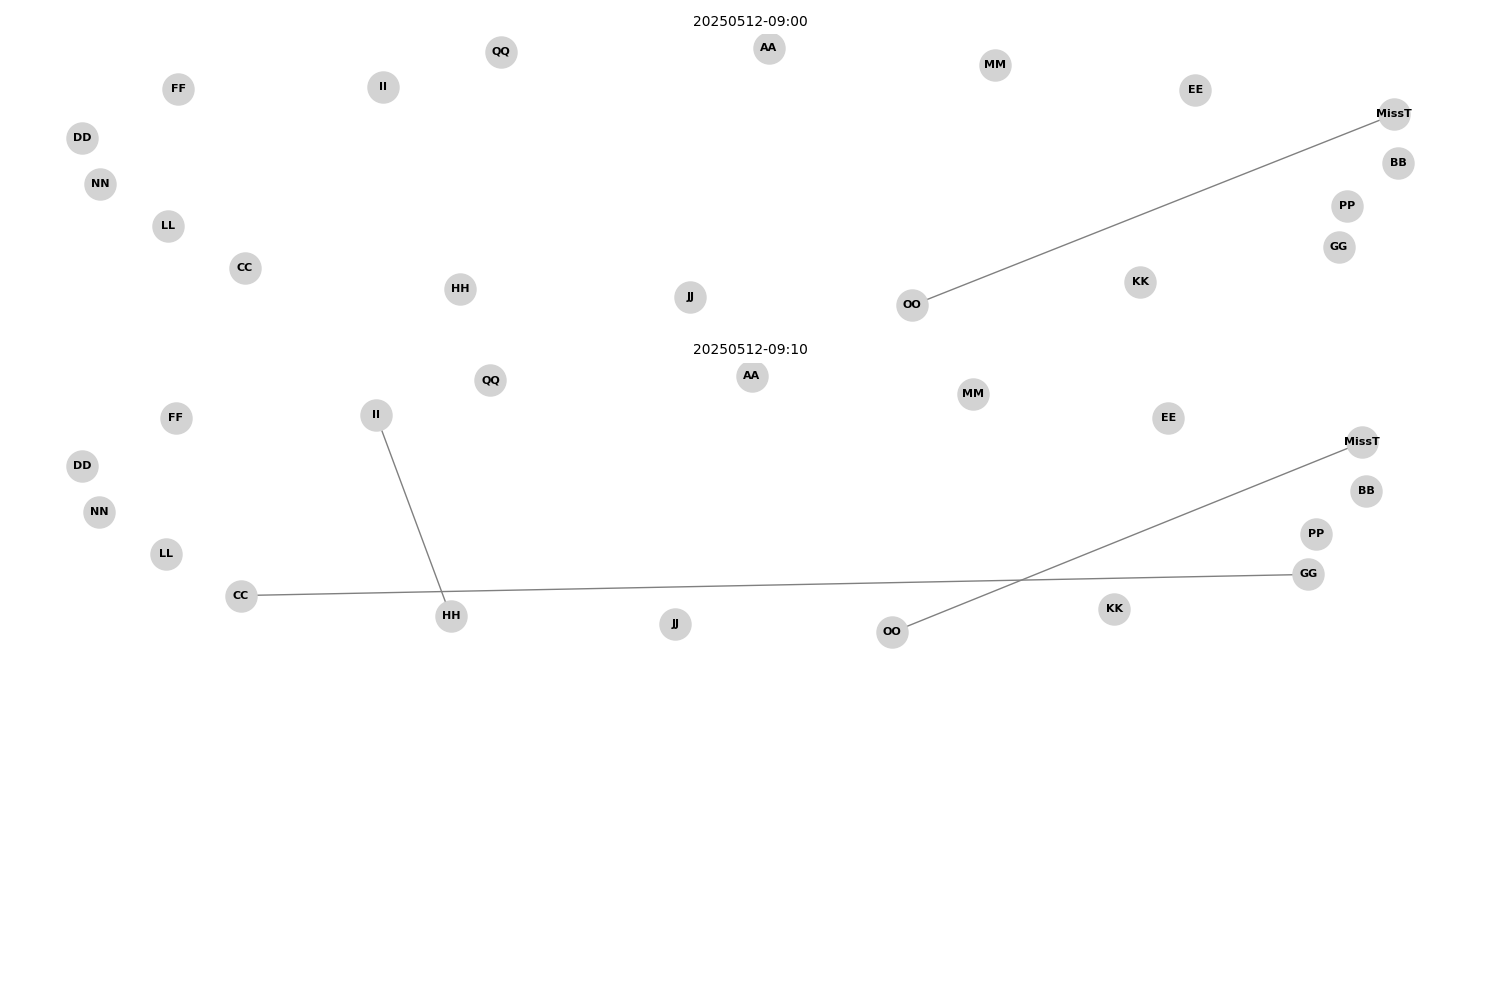 20250512-09:00
QQ
AA
MM
FF
II
EE
MissT
DD
BB
NN
PP
LL
GG
CC
HH
JJ
OO
KK
20250512-09:10
QQ
AA
MM
FF
II
EE
MissT
DD
BB
NN
PP
LL
GG
CC
HH
JJ
OO
KK